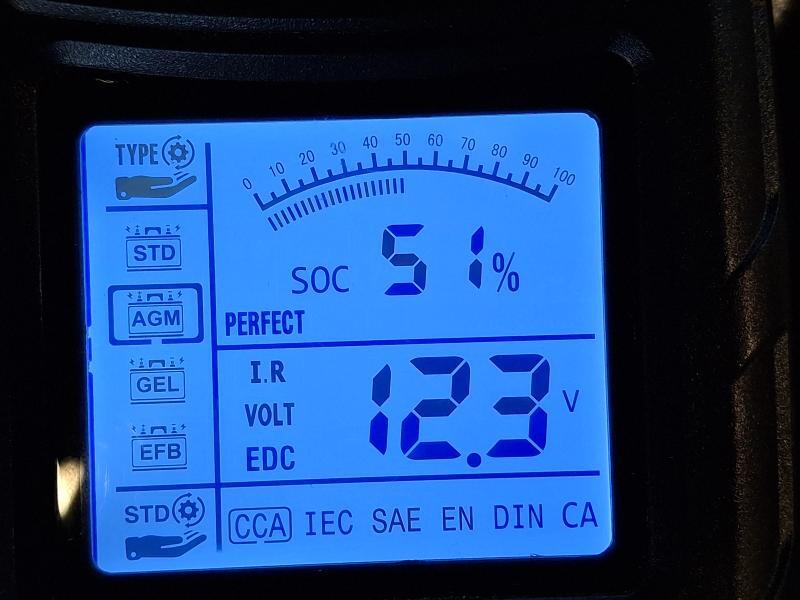 TYPE
0 10 20 30 40 50 60 70 80 90 100
STD
SOC 51%
AGM
PERFECT
GEL
I.R
VOLT
12.3 V
EFB
EDC
STD
CCA IEC SAE EN DIN CA